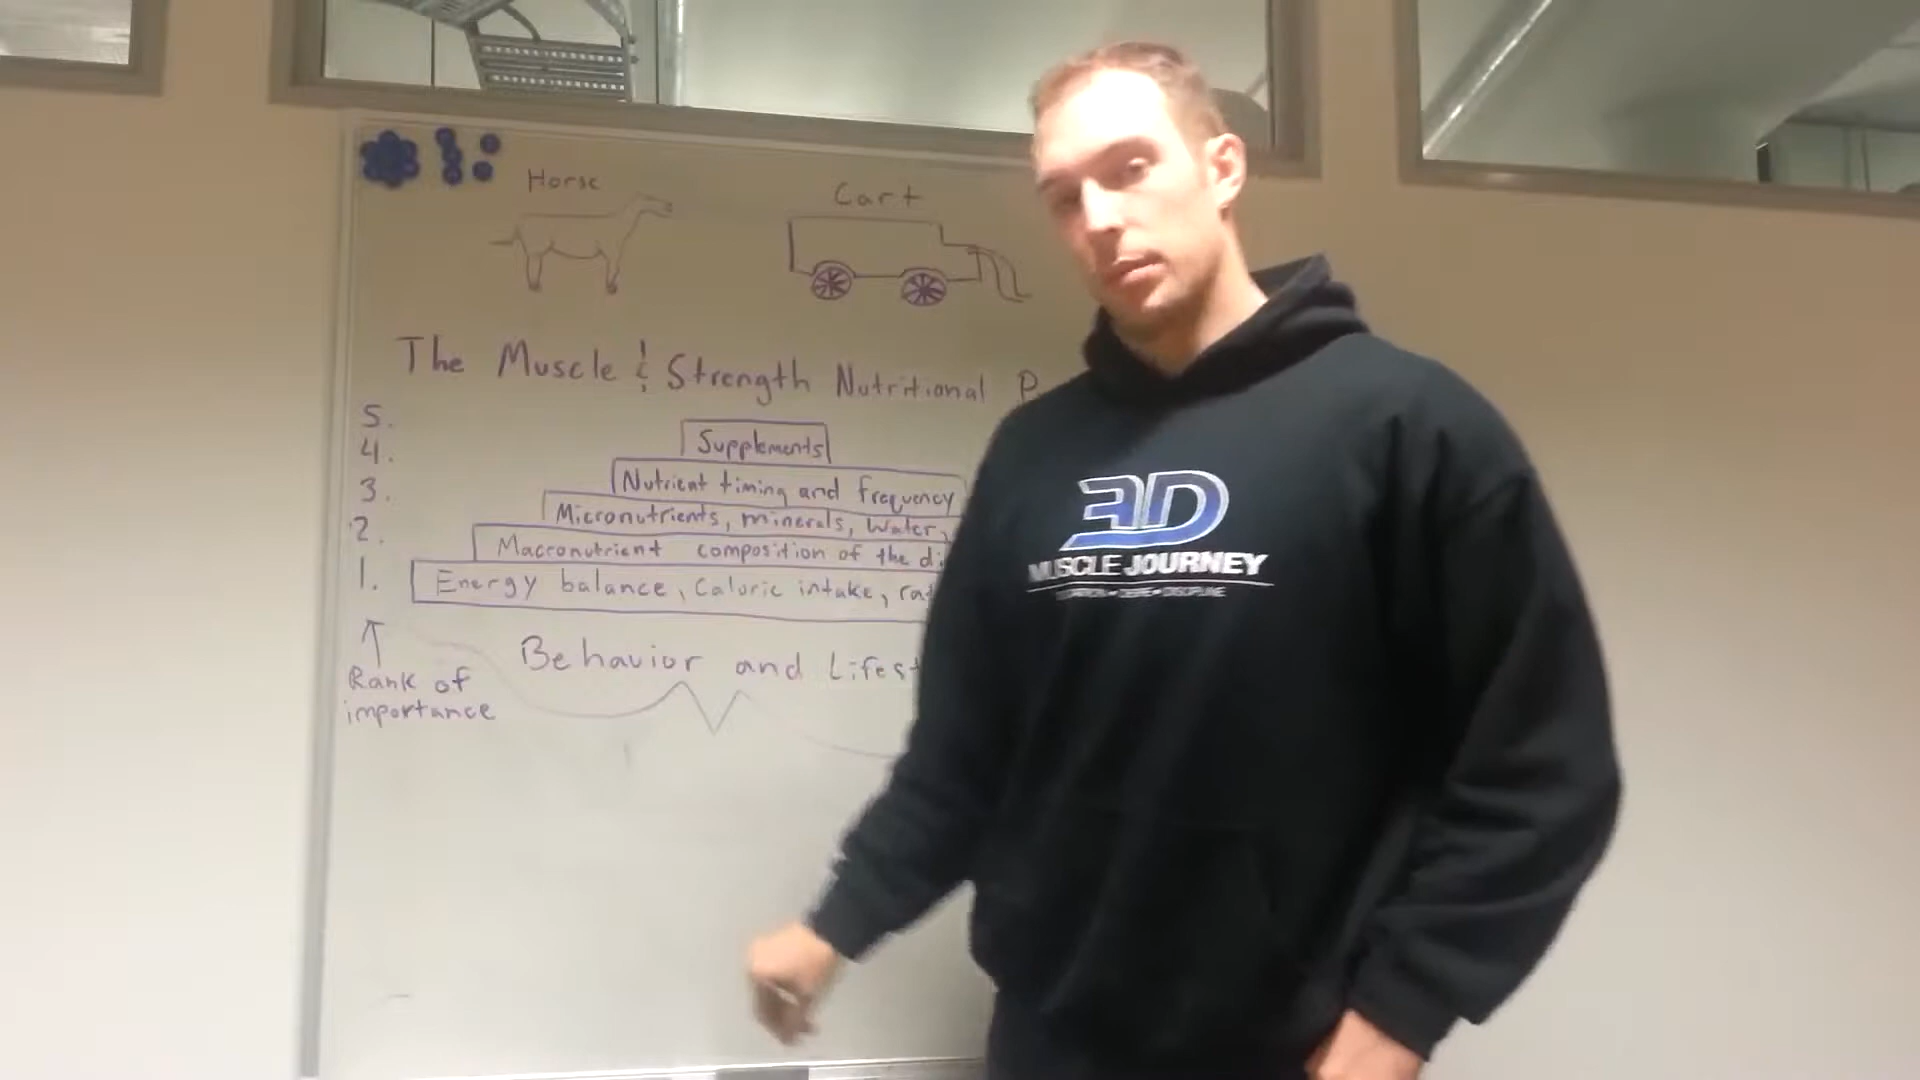 Horse
Cart
The Muscle & Strength Nutritional P
5.
Supplements
4.
Nutrient timing and frequency
3.
Micronutrients, minerals, Water,
2.
Macronutrient composition of the di
1.
Energy balance, Caloric intake, rat
Behavior and Lifest
Rank of
importance
3D
MUSCLE JOURNEY